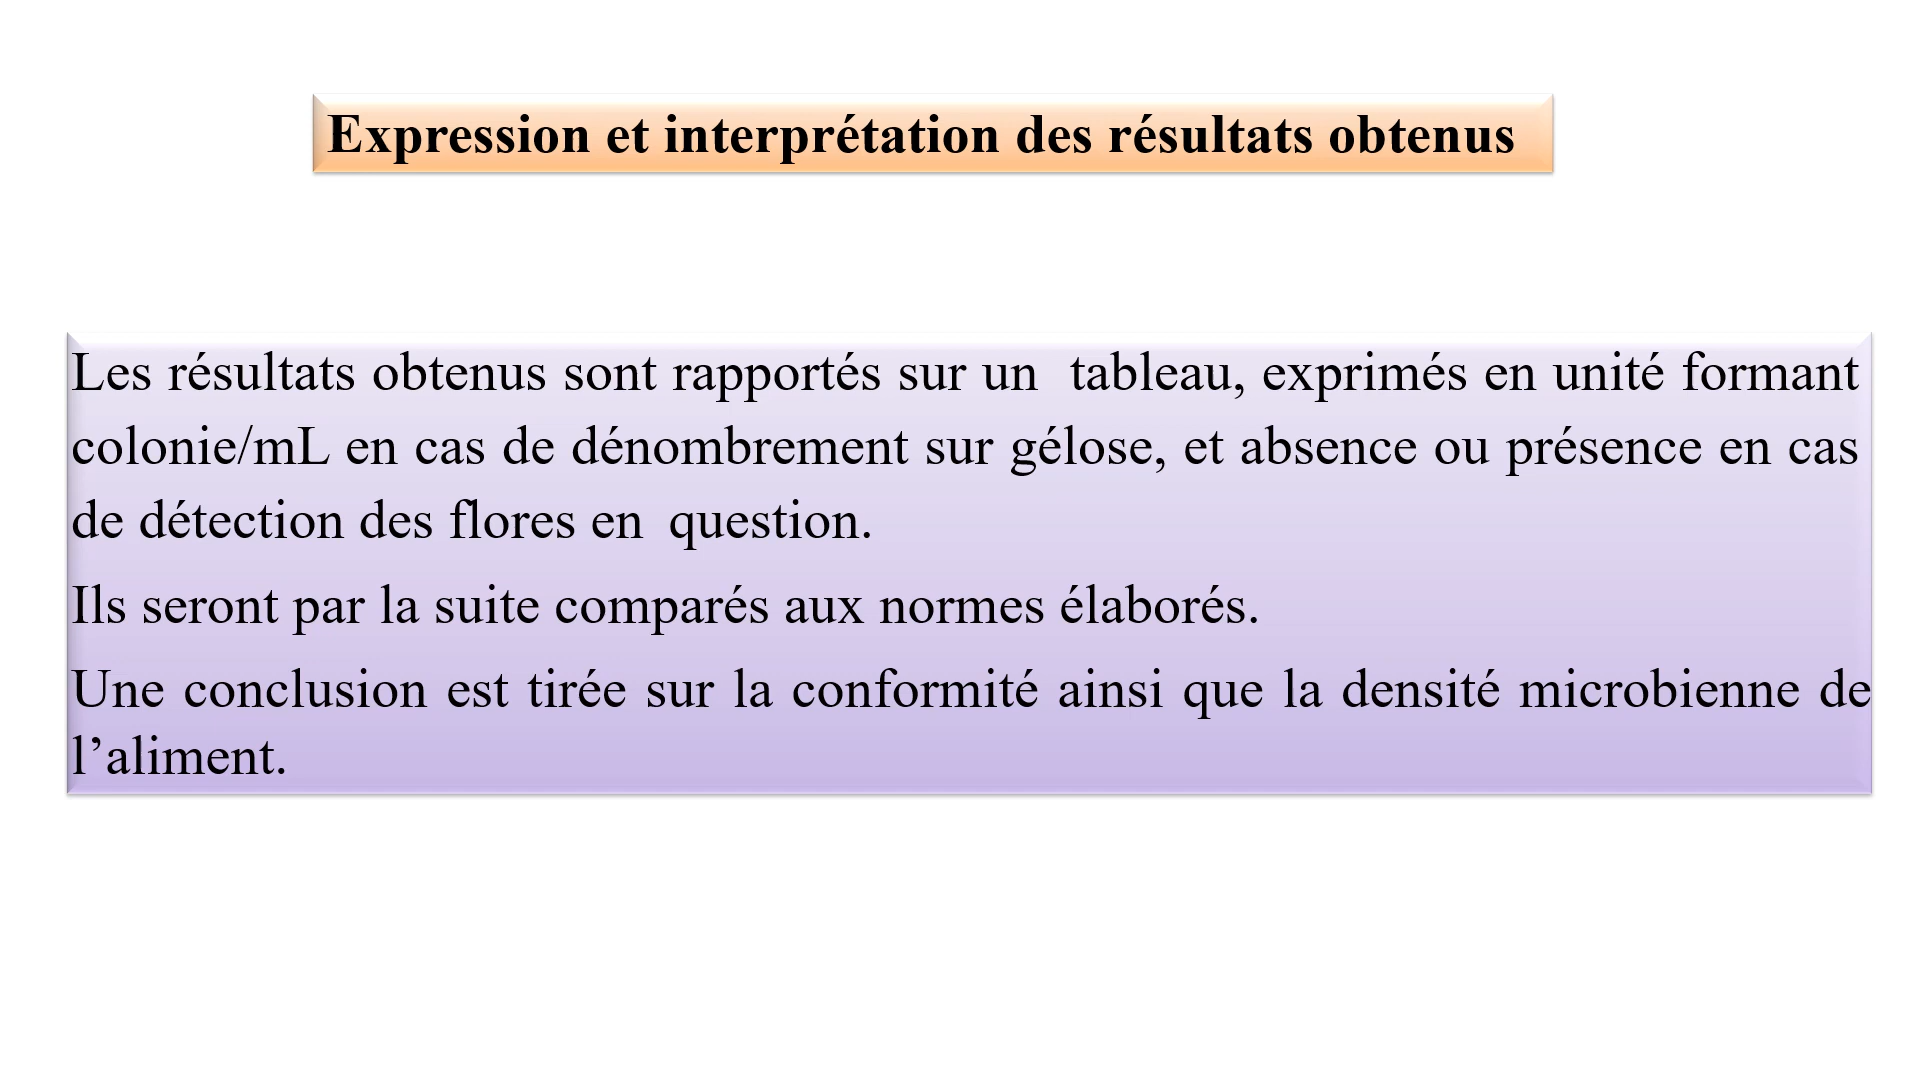 Expression et interprétation des résultats obtenus
Les résultats obtenus sont rapportés sur un tableau, exprimés en unité formant
colonie/mL en cas de dénombrement sur gélose, et absence ou présence en cas
de détection des flores en question.
Ils seront par la suite comparés aux normes élaborés.
Une conclusion est tirée sur la conformité ainsi que la densité microbienne de
l’aliment.